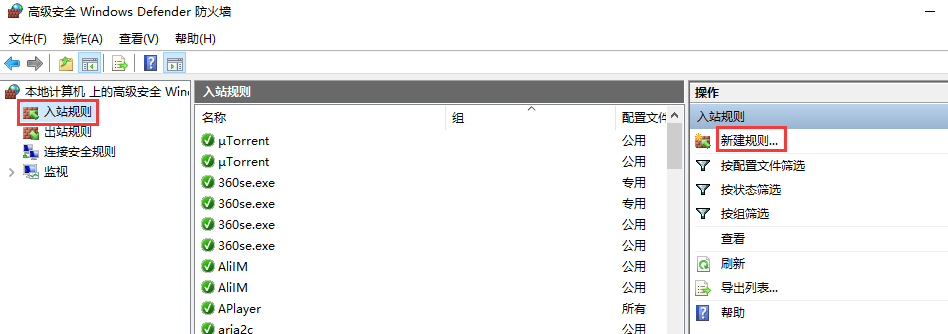 高级安全 Windows Defender 防火墙
文件(F) 操作(A) 查看(V) 帮助(H)
本地计算机 上的高级安全 Wind
入站规则
出站规则
连接安全规则
监视
入站规则
名称 组 配置文件
μTorrent 公用
μTorrent 公用
360se.exe 专用
360se.exe 专用
360se.exe 公用
360se.exe 公用
AliIM 公用
AliIM 公用
APlayer 所有
aria2c 公用
操作
入站规则
新建规则...
按配置文件筛选
按状态筛选
按组筛选
查看
刷新
导出列表...
帮助